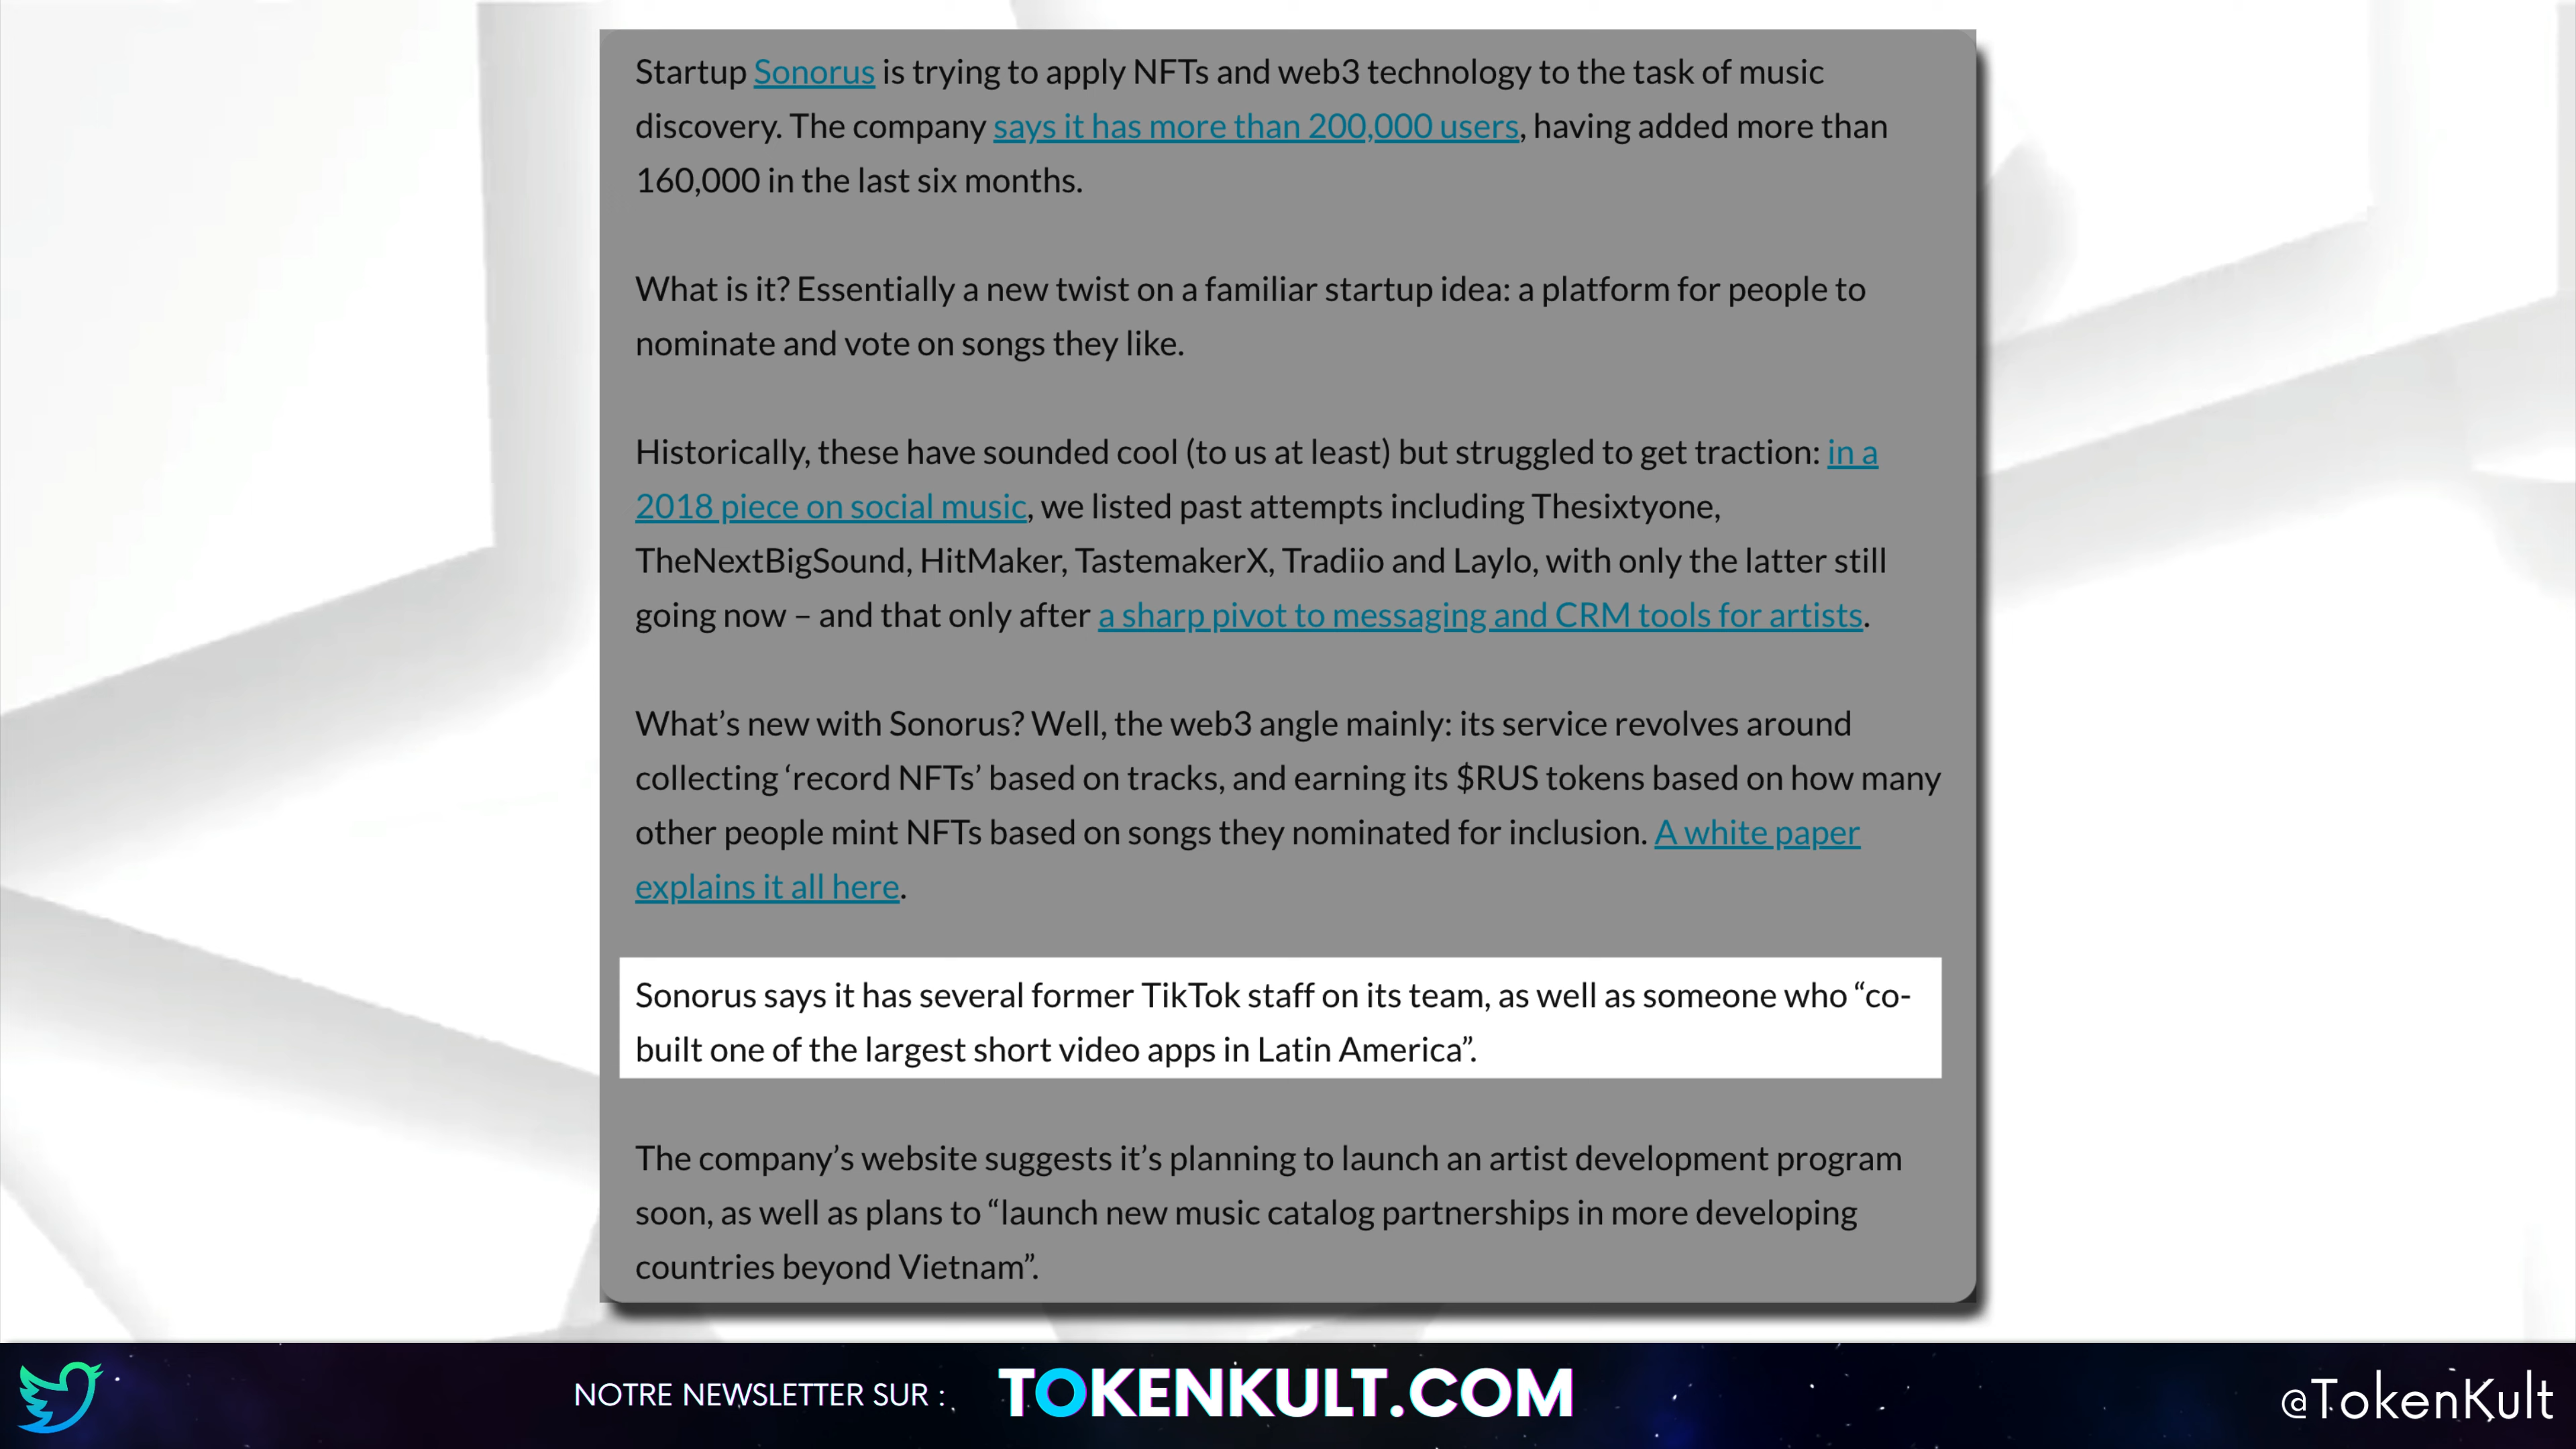 Startup Sonorus is trying to apply NFTs and web3 technology to the task of music
discovery. The company says it has more than 200,000 users, having added more than
160,000 in the last six months.
What is it? Essentially a new twist on a familiar startup idea: a platform for people to
nominate and vote on songs they like.
Historically, these have sounded cool (to us at least) but struggled to get traction: in a
2018 piece on social music, we listed past attempts including Thesixtyone,
TheNextBigSound, HitMaker, TastemakerX, Tradiio and Laylo, with only the latter still
going now – and that only after a sharp pivot to messaging and CRM tools for artists.
What’s new with Sonorus? Well, the web3 angle mainly: its service revolves around
collecting ‘record NFTs’ based on tracks, and earning its $RUS tokens based on how many
other people mint NFTs based on songs they nominated for inclusion. A white paper
explains it all here.
Sonorus says it has several former TikTok staff on its team, as well as someone who “co-
built one of the largest short video apps in Latin America”.
The company’s website suggests it’s planning to launch an artist development program
soon, as well as plans to “launch new music catalog partnerships in more developing
countries beyond Vietnam”.
NOTRE NEWSLETTER SUR : TOKENKULT.COM @TokenKult